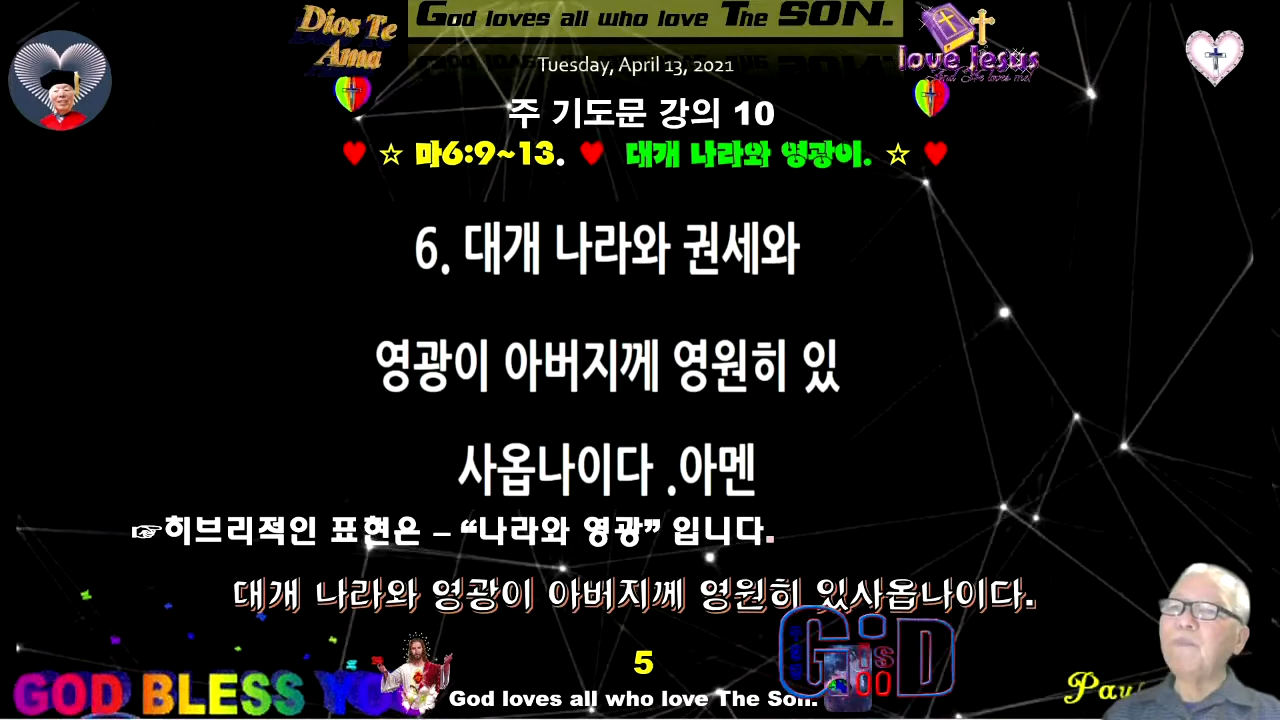 Dios Te Ama
God loves all who love The SON.
love Jesus
And He loves me!
Tuesday, April 13, 2021
주 기도문 강의 10
♥ ☆ 마6:9~13. ♥ 대개 나라와 영광이. ☆ ♥
6. 대개 나라와 권세와
영광이 아버지께 영원히 있
사옵나이다 .아멘
☞히브리적인 표현은 – “나라와 영광” 입니다.
대개 나라와 영광이 아버지께 영원히 있사옵나이다.
5
GOD BLESS
God loves all who love The Son.
GOD